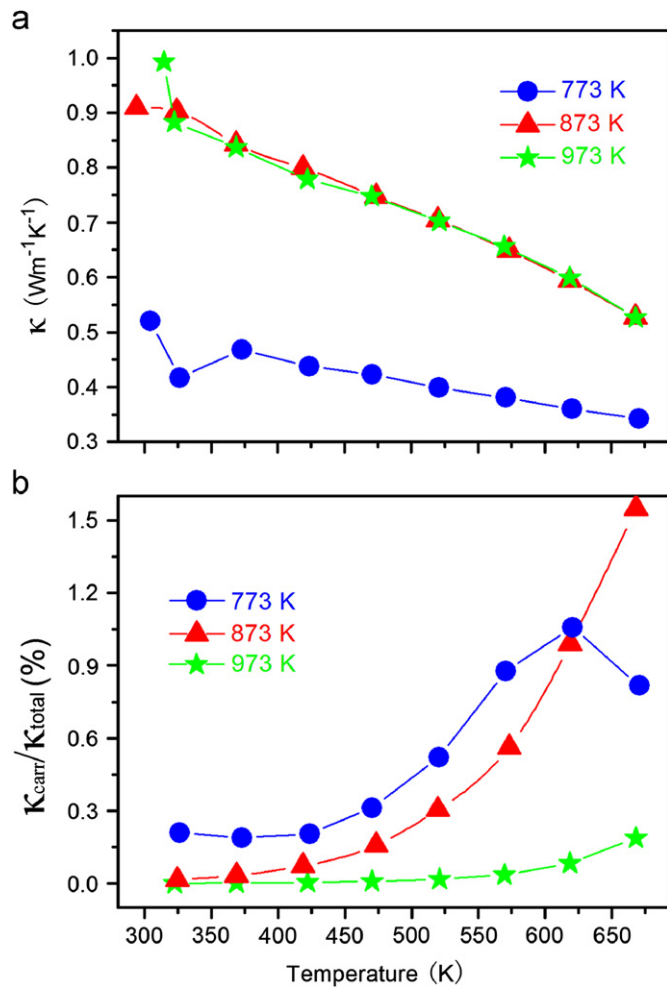 a
κ (Wm⁻¹K⁻¹)
1.0
0.9
0.8
0.7
0.6
0.5
0.4
0.3
773 K
873 K
973 K
b
κcarr/κtotal (%)
1.5
1.2
0.9
0.6
0.3
0.0
773 K
873 K
973 K
300 350 400 450 500 550 600 650
Temperature (K)